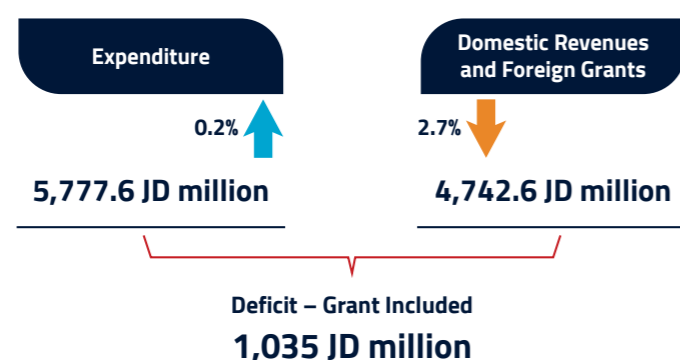 Expenditure
Domestic Revenues
and Foreign Grants
0.2%
2.7%
5,777.6 JD million
4,742.6 JD million
Deficit – Grant Included
1,035 JD million